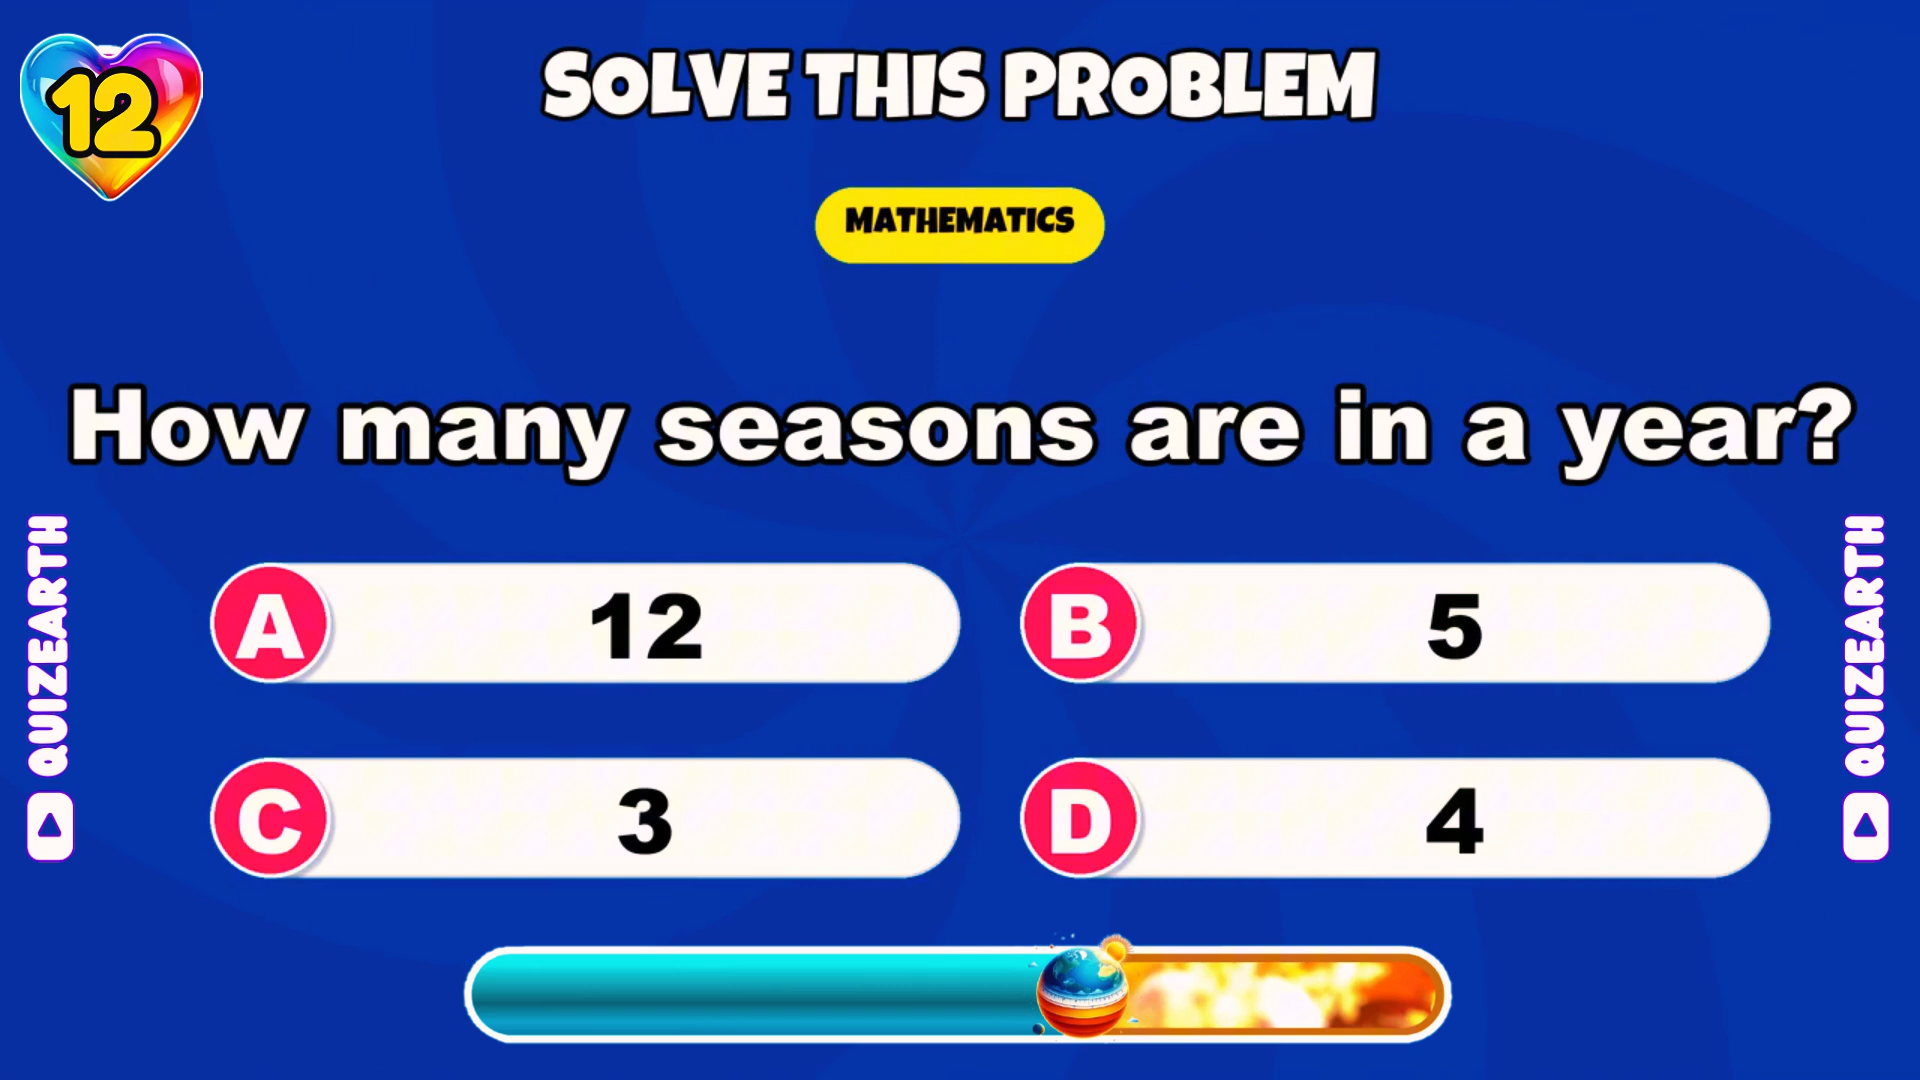 12
SOLVE THIS PROBLEM
MATHEMATICS
How many seasons are in a year?
A 12
B 5
C 3
D 4
QUIZEARTH
QUIZEARTH